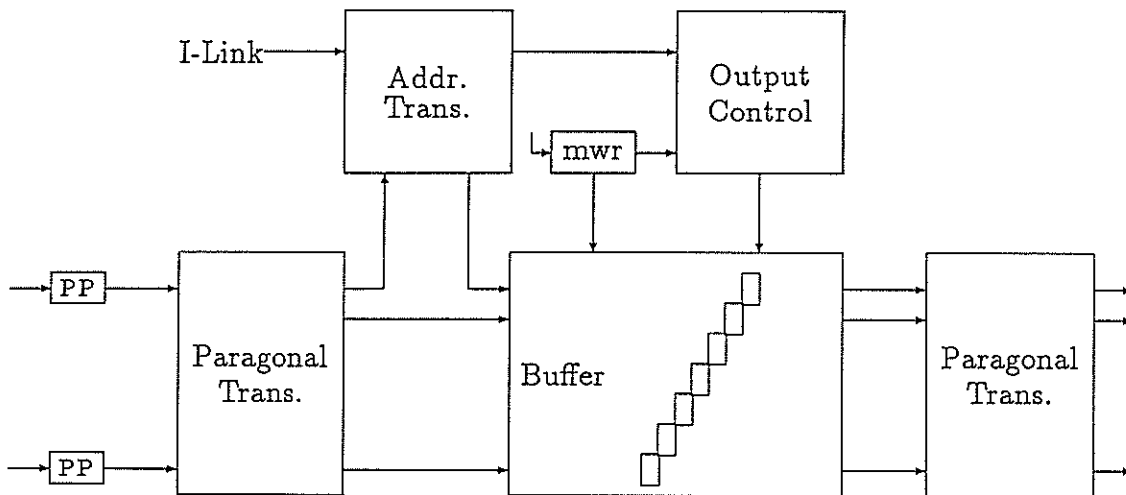 I-Link
Addr.
Trans.
Output
Control
mwr
PP
Paragonal
Trans.
Buffer
Paragonal
Trans.
PP